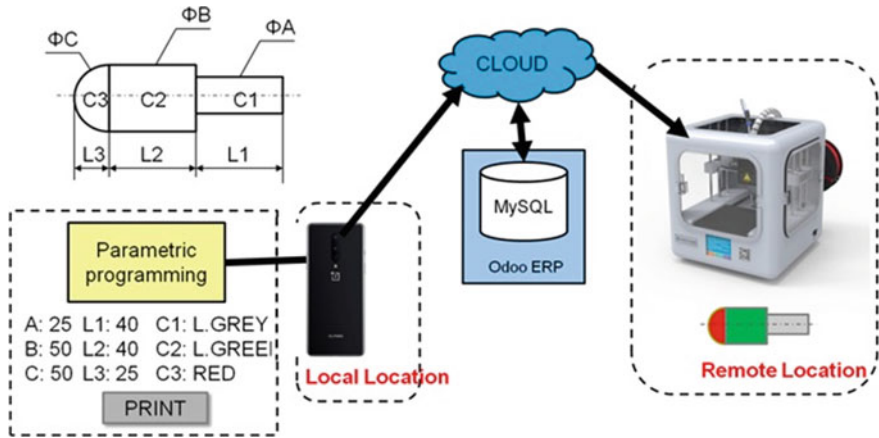 ΦA
ΦB
ΦC
C3
C2
C1
L3
L2
L1
CLOUD
MySQL
Odoo ERP
Parametric
programming
A: 25 L1: 40 C1: L.GREY
B: 50 L2: 40 C2: L.GREEI
C: 50 L3: 25 C3: RED
PRINT
Local Location
Remote Location